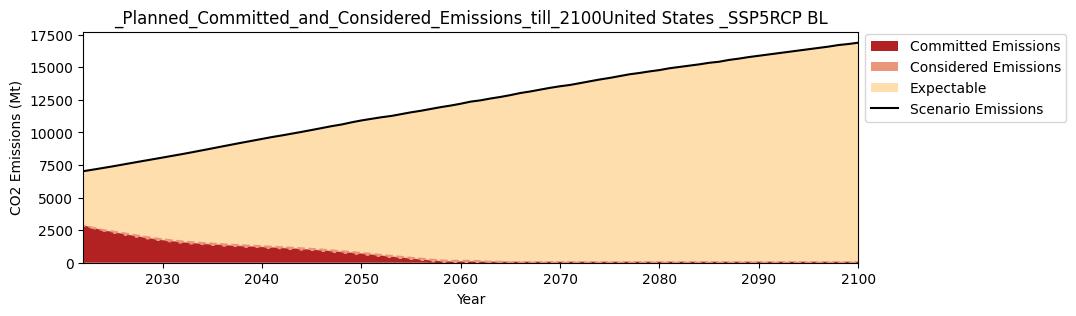 _Planned_Committed_and_Considered_Emissions_till_2100United States _SSP5RCP BL
17500
15000
12500
10000
7500
5000
2500
0
CO2 Emissions (Mt)
2030
2040
2050
2060
2070
2080
2090
2100
Year
Committed Emissions
Considered Emissions
Expectable
Scenario Emissions